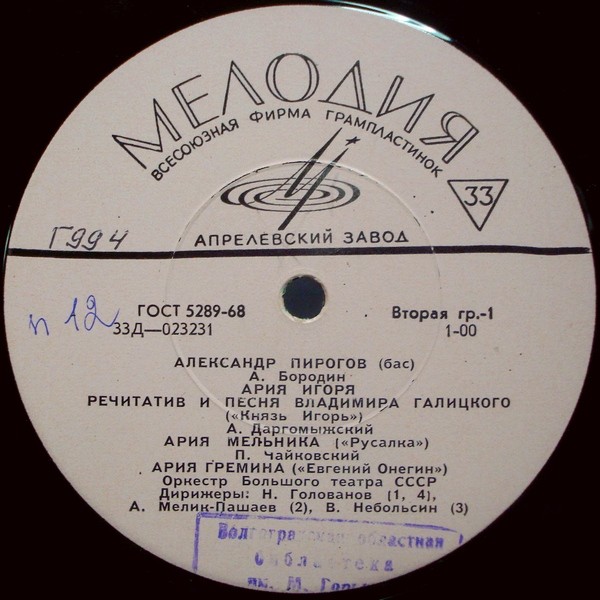 МЕЛОДИЯ
ВСЕСОЮЗНАЯ ФИРМА ГРАМПЛАСТИНОК
33
АПРЕЛЕВСКИЙ ЗАВОД
Г994
п 12
ГОСТ 5289-68
Вторая гр.-1
33Д—023231
1-00
АЛЕКСАНДР ПИРОГОВ (бас)
А. Бородин
АРИЯ ИГОРЯ
РЕЧИТАТИВ И ПЕСНЯ ВЛАДИМИРА ГАЛИЦКОГО
(«Князь Игорь»)
А. Даргомыжский
АРИЯ МЕЛЬНИКА («Русалка»)
П. Чайковский
АРИЯ ГРЕМИНА («Евгений Онегин»)
Оркестр Большого театра СССР
Дирижеры: Н. Голованов (1, 4),
А. Мелик-Пашаев (2), В. Небольсин (3)
Волгоградская областная
библиотека
им. М. Горь